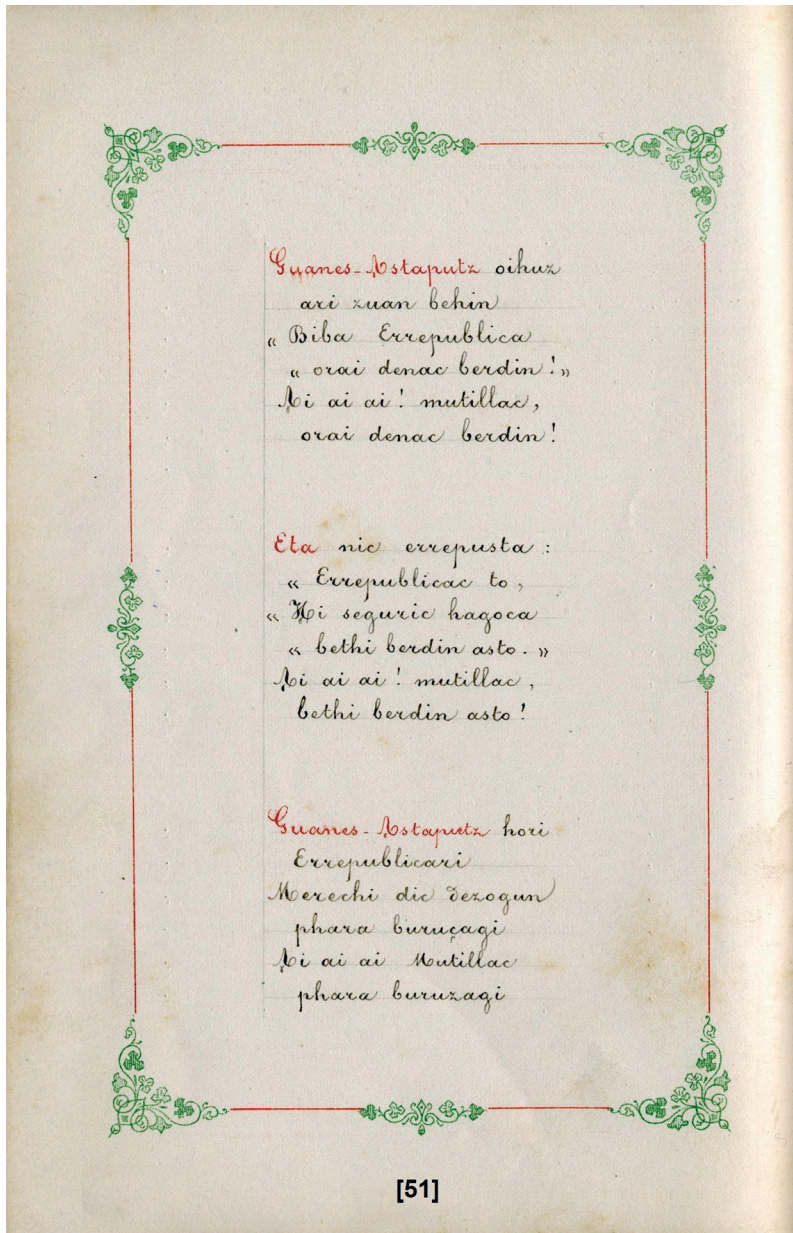 Guanes-Astaputz oihuz
ari zuan behin
« Biba Errepublica
« orai denac berdin! »
Ai ai ai! mutillac,
orai denac berdin!
Eta nic errepusta:
« Errepublicac to,
« Hi seguric hagoca
« bethi berdin asto. »
Ai ai ai! mutillac,
bethi berdin asto!
Guanes-Astaputz hori
Errepublicari
Merechi dic dezogun
phara buruçagi
Ai ai ai Mutillac
phara buruzagi
[51]